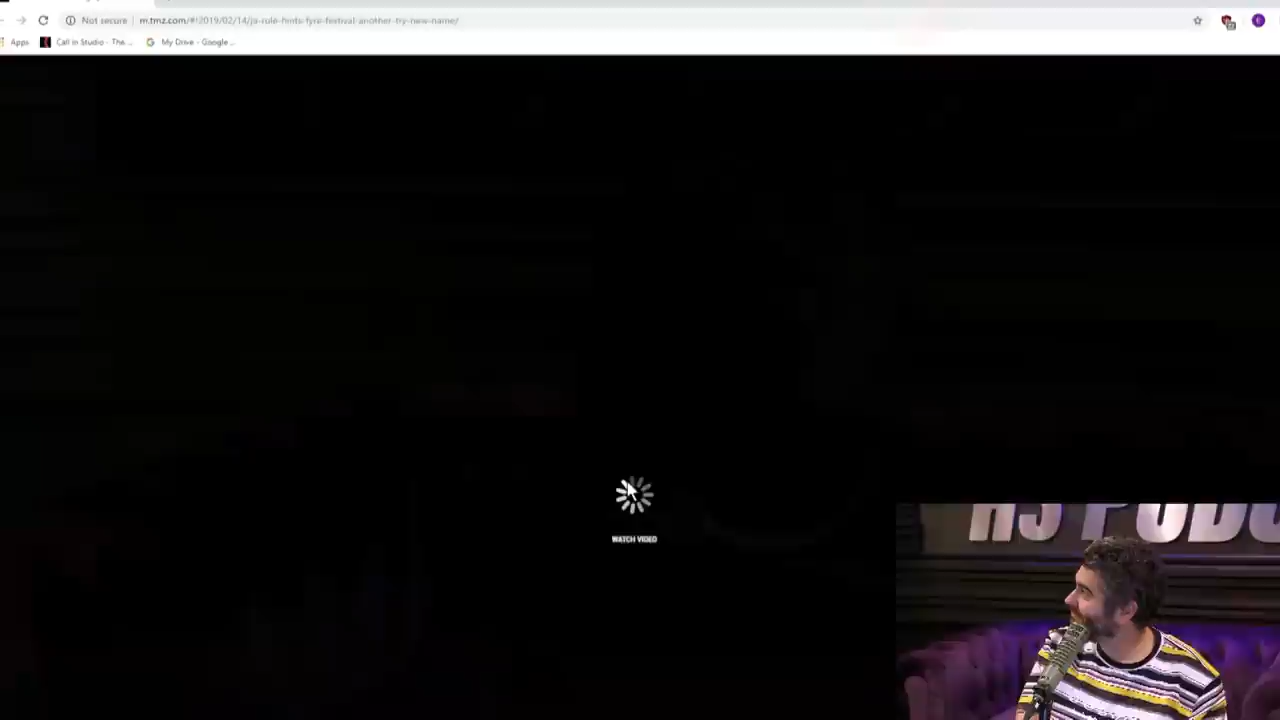 Not secure | m.tmz.com/#!2019/02/14/ja-rule-hints-fyre-festival-another-try-new-name/
Apps Call in Studio - The... My Drive - Google...
WATCH VIDEO
H3 PODC